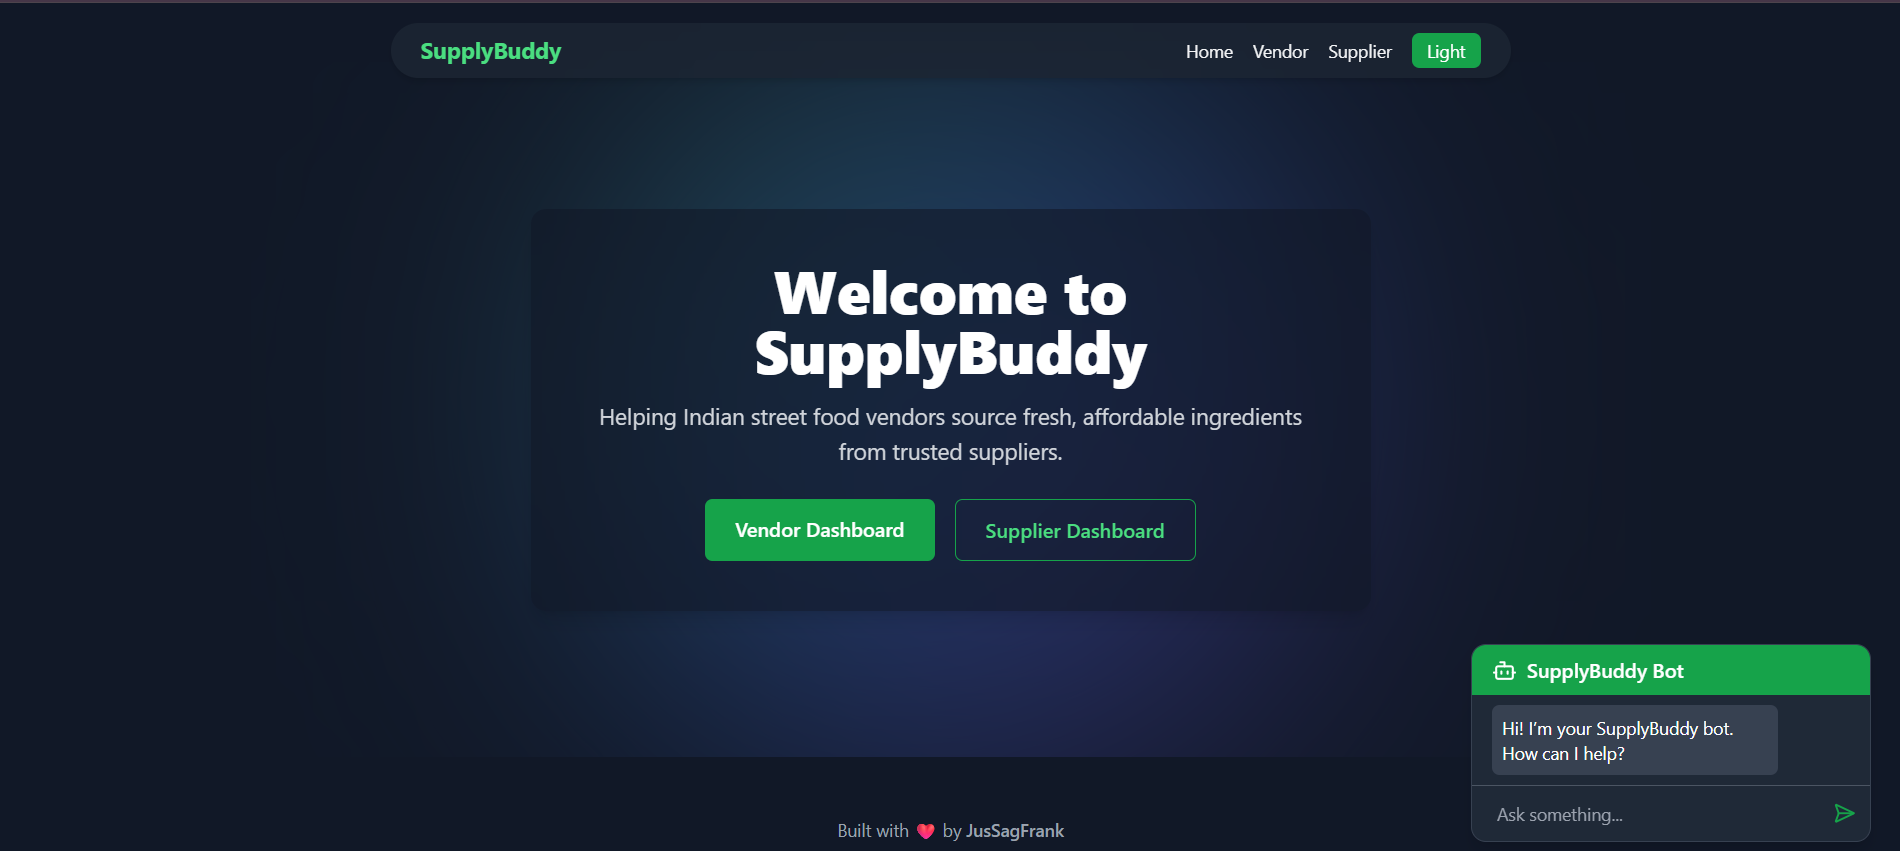 SupplyBuddy
Home Vendor Supplier Light
Welcome to
SupplyBuddy
Helping Indian street food vendors source fresh, affordable ingredients
from trusted suppliers.
Vendor Dashboard
Supplier Dashboard
SupplyBuddy Bot
Hi! I’m your SupplyBuddy bot.
How can I help?
Ask something...
Built with ❤️ by JusSagFrank